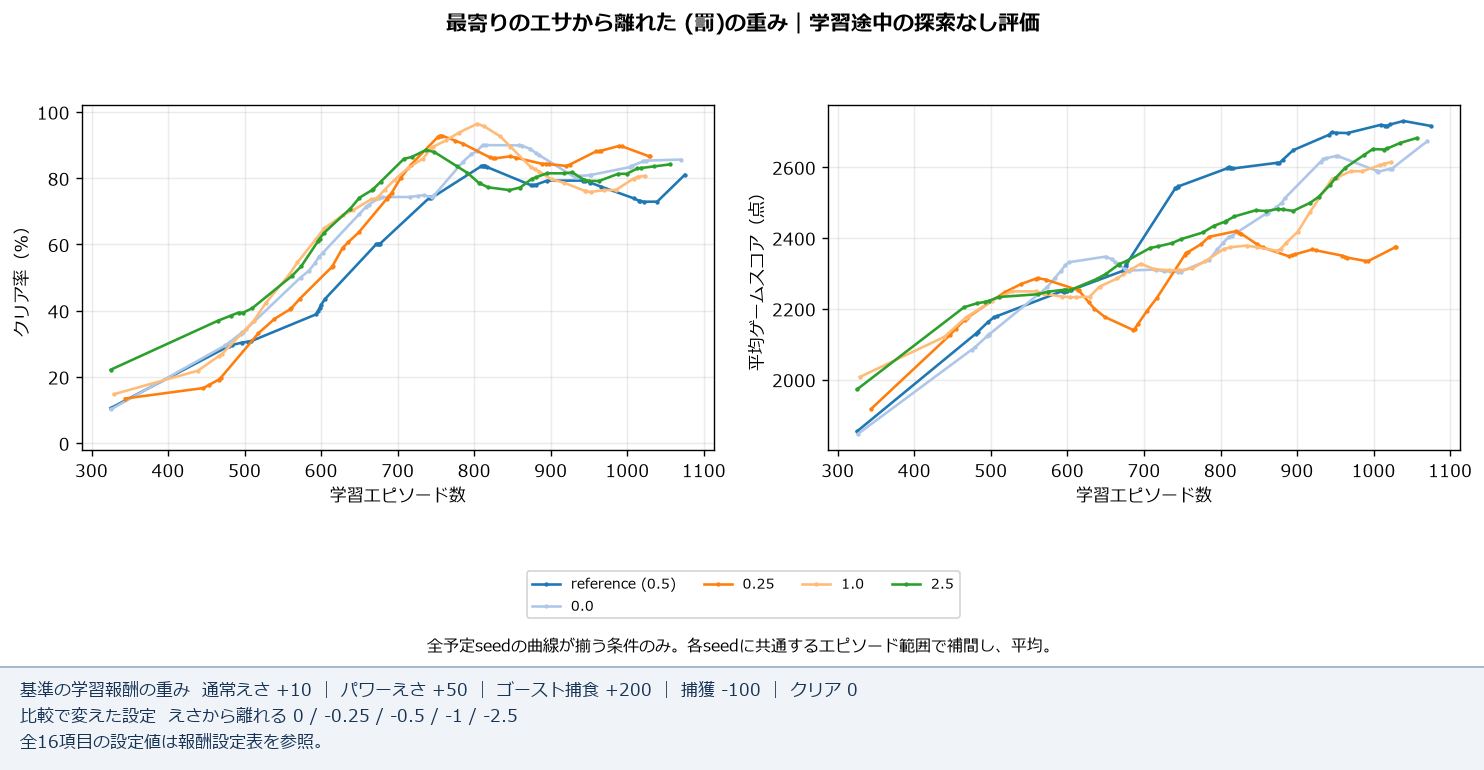 最寄りのエサから離れた (罰)の重み | 学習途中の探索なし評価
クリア率 (%)
100
80
60
40
20
0
300 400 500 600 700 800 900 1000 1100
学習エピソード数
平均ゲームスコア (点)
2600
2400
2200
2000
300 400 500 600 700 800 900 1000 1100
学習エピソード数
reference (0.5) 0.25 1.0 2.5
0.0
全予定seedの曲線が揃う条件のみ。各seedに共通するエピソード範囲で補間し、平均。
基準の学習報酬の重み 通常えさ +10 | パワーえさ +50 | ゴースト捕食 +200 | 捕獲 -100 | クリア 0
比較で変えた設定 えさから離れる 0 / -0.25 / -0.5 / -1 / -2.5
全16項目の設定値は報酬設定表を参照。